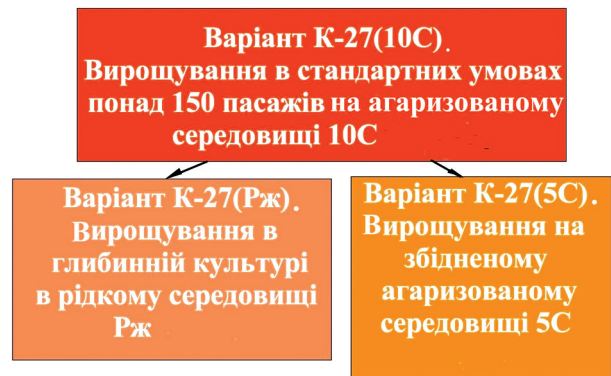 Варіант К-27(10С).
Вирощування в стандартних умовах
понад 150 пасажів на агаризованому
середовищі 10С
Варіант К-27(Рж).
Вирощування в
глибинній культурі
в рідкому середовищі
Рж
Варіант К-27(5С).
Вирощування на
збідненому
агаризованому
середовищі 5С